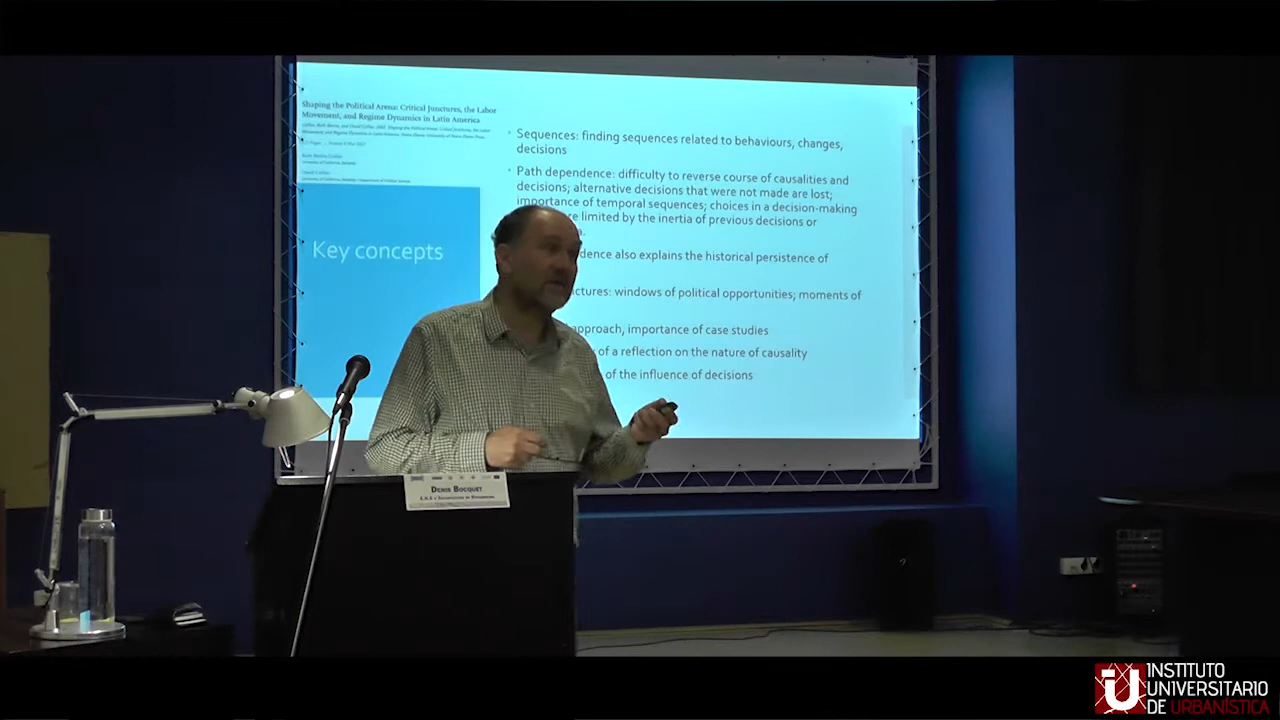 Shaping the Political Arena: Critical Junctures, the Labor
Movement, and Regime Dynamics in Latin America
Key concepts
Sequences: finding sequences related to behaviours, changes,
decisions
Path dependence: difficulty to reverse course of causalities and
decisions; alternative decisions that were not made are lost;
importance of temporal sequences; choices in a decision-making
limited by the inertia of previous decisions or
also explains the historical persistence of
windows of political opportunities; moments of
approach, importance of case studies
of a reflection on the nature of causality
of the influence of decisions
DENIS BOCQUET
INSTITUTO
UNIVERSITARIO
DE URBANÍSTICA